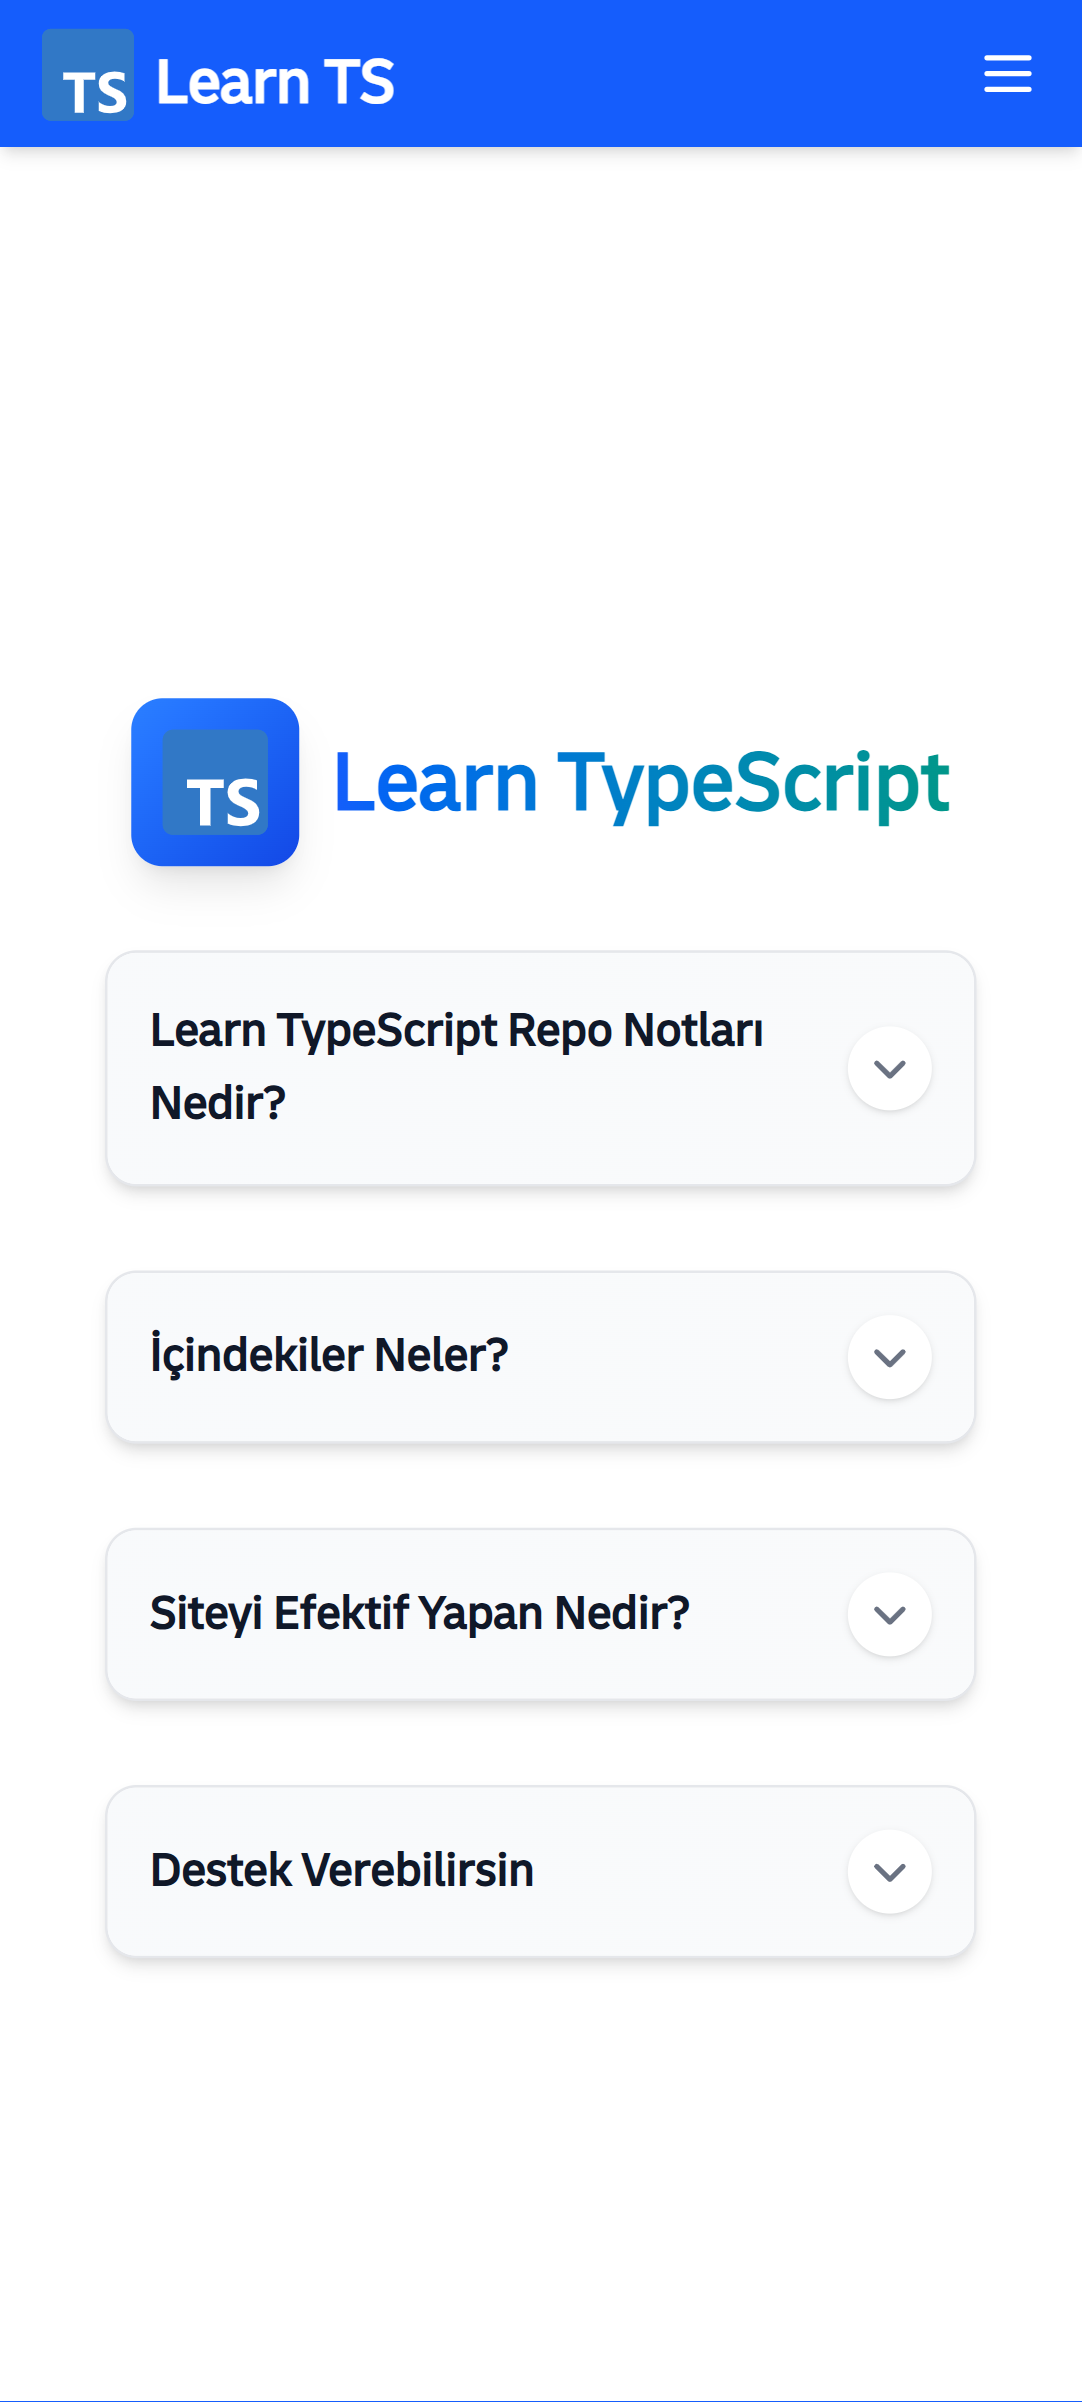 TS Learn TS
TS Learn TypeScript
Learn TypeScript Repo Notları
Nedir?
İçindekiler Neler?
Siteyi Efektif Yapan Nedir?
Destek Verebilirsin